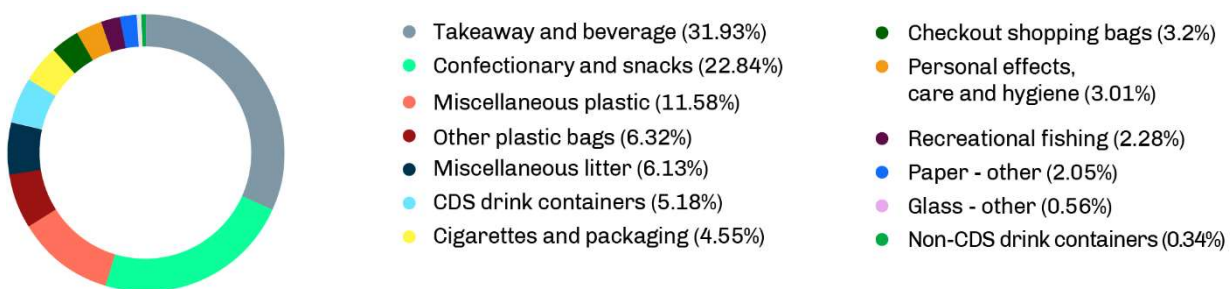 Takeaway and beverage (31.93%)
Confectionary and snacks (22.84%)
Miscellaneous plastic (11.58%)
Other plastic bags (6.32%)
Miscellaneous litter (6.13%)
CDS drink containers (5.18%)
Cigarettes and packaging (4.55%)
Checkout shopping bags (3.2%)
Personal effects,
care and hygiene (3.01%)
Recreational fishing (2.28%)
Paper - other (2.05%)
Glass - other (0.56%)
Non-CDS drink containers (0.34%)